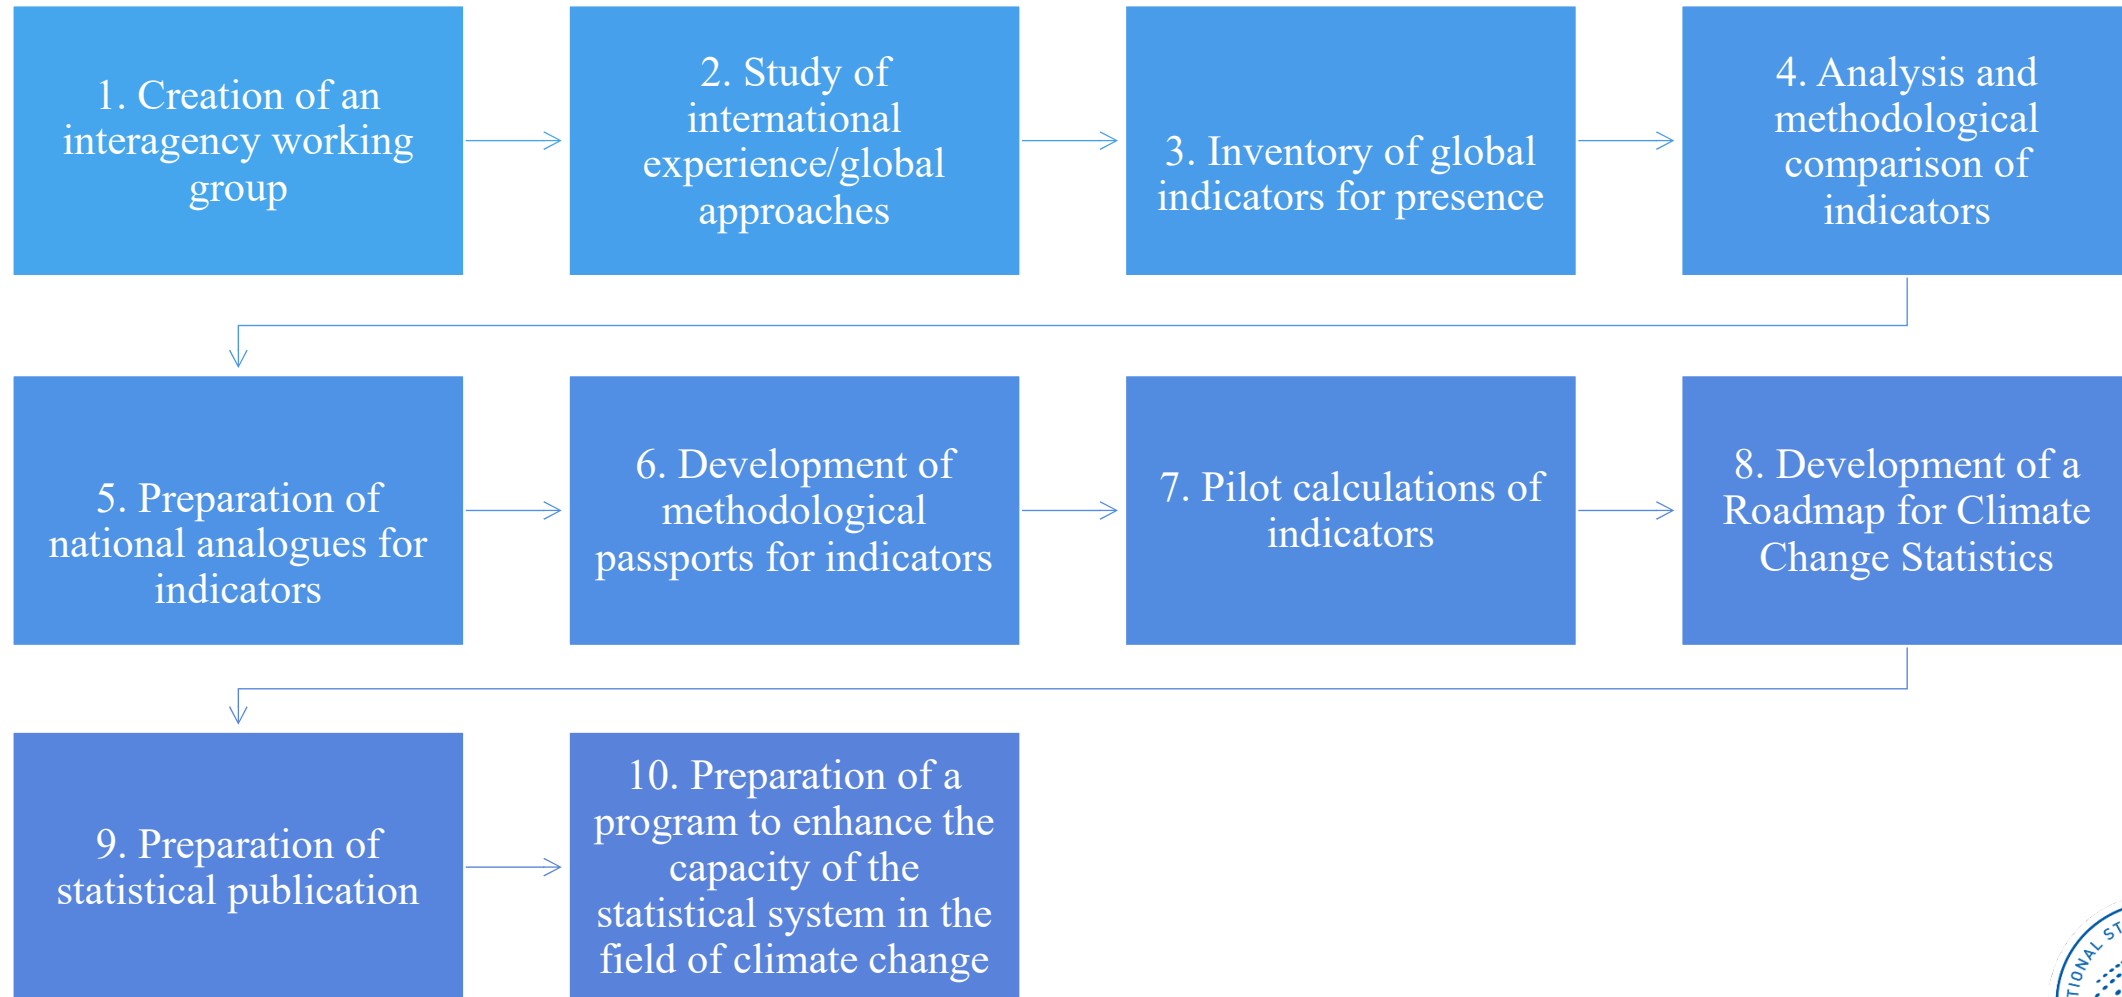 1. Creation of an
interagency working
group
2. Study of
international
experience/global
approaches
3. Inventory of global
indicators for presence
4. Analysis and
methodological
comparison of
indicators
5. Preparation of
national analogues for
indicators
6. Development of
methodological
passports for indicators
7. Pilot calculations of
indicators
8. Development of a
Roadmap for Climate
Change Statistics
9. Preparation of
statistical publication
10. Preparation of a
program to enhance the
capacity of the
statistical system in the
field of climate change